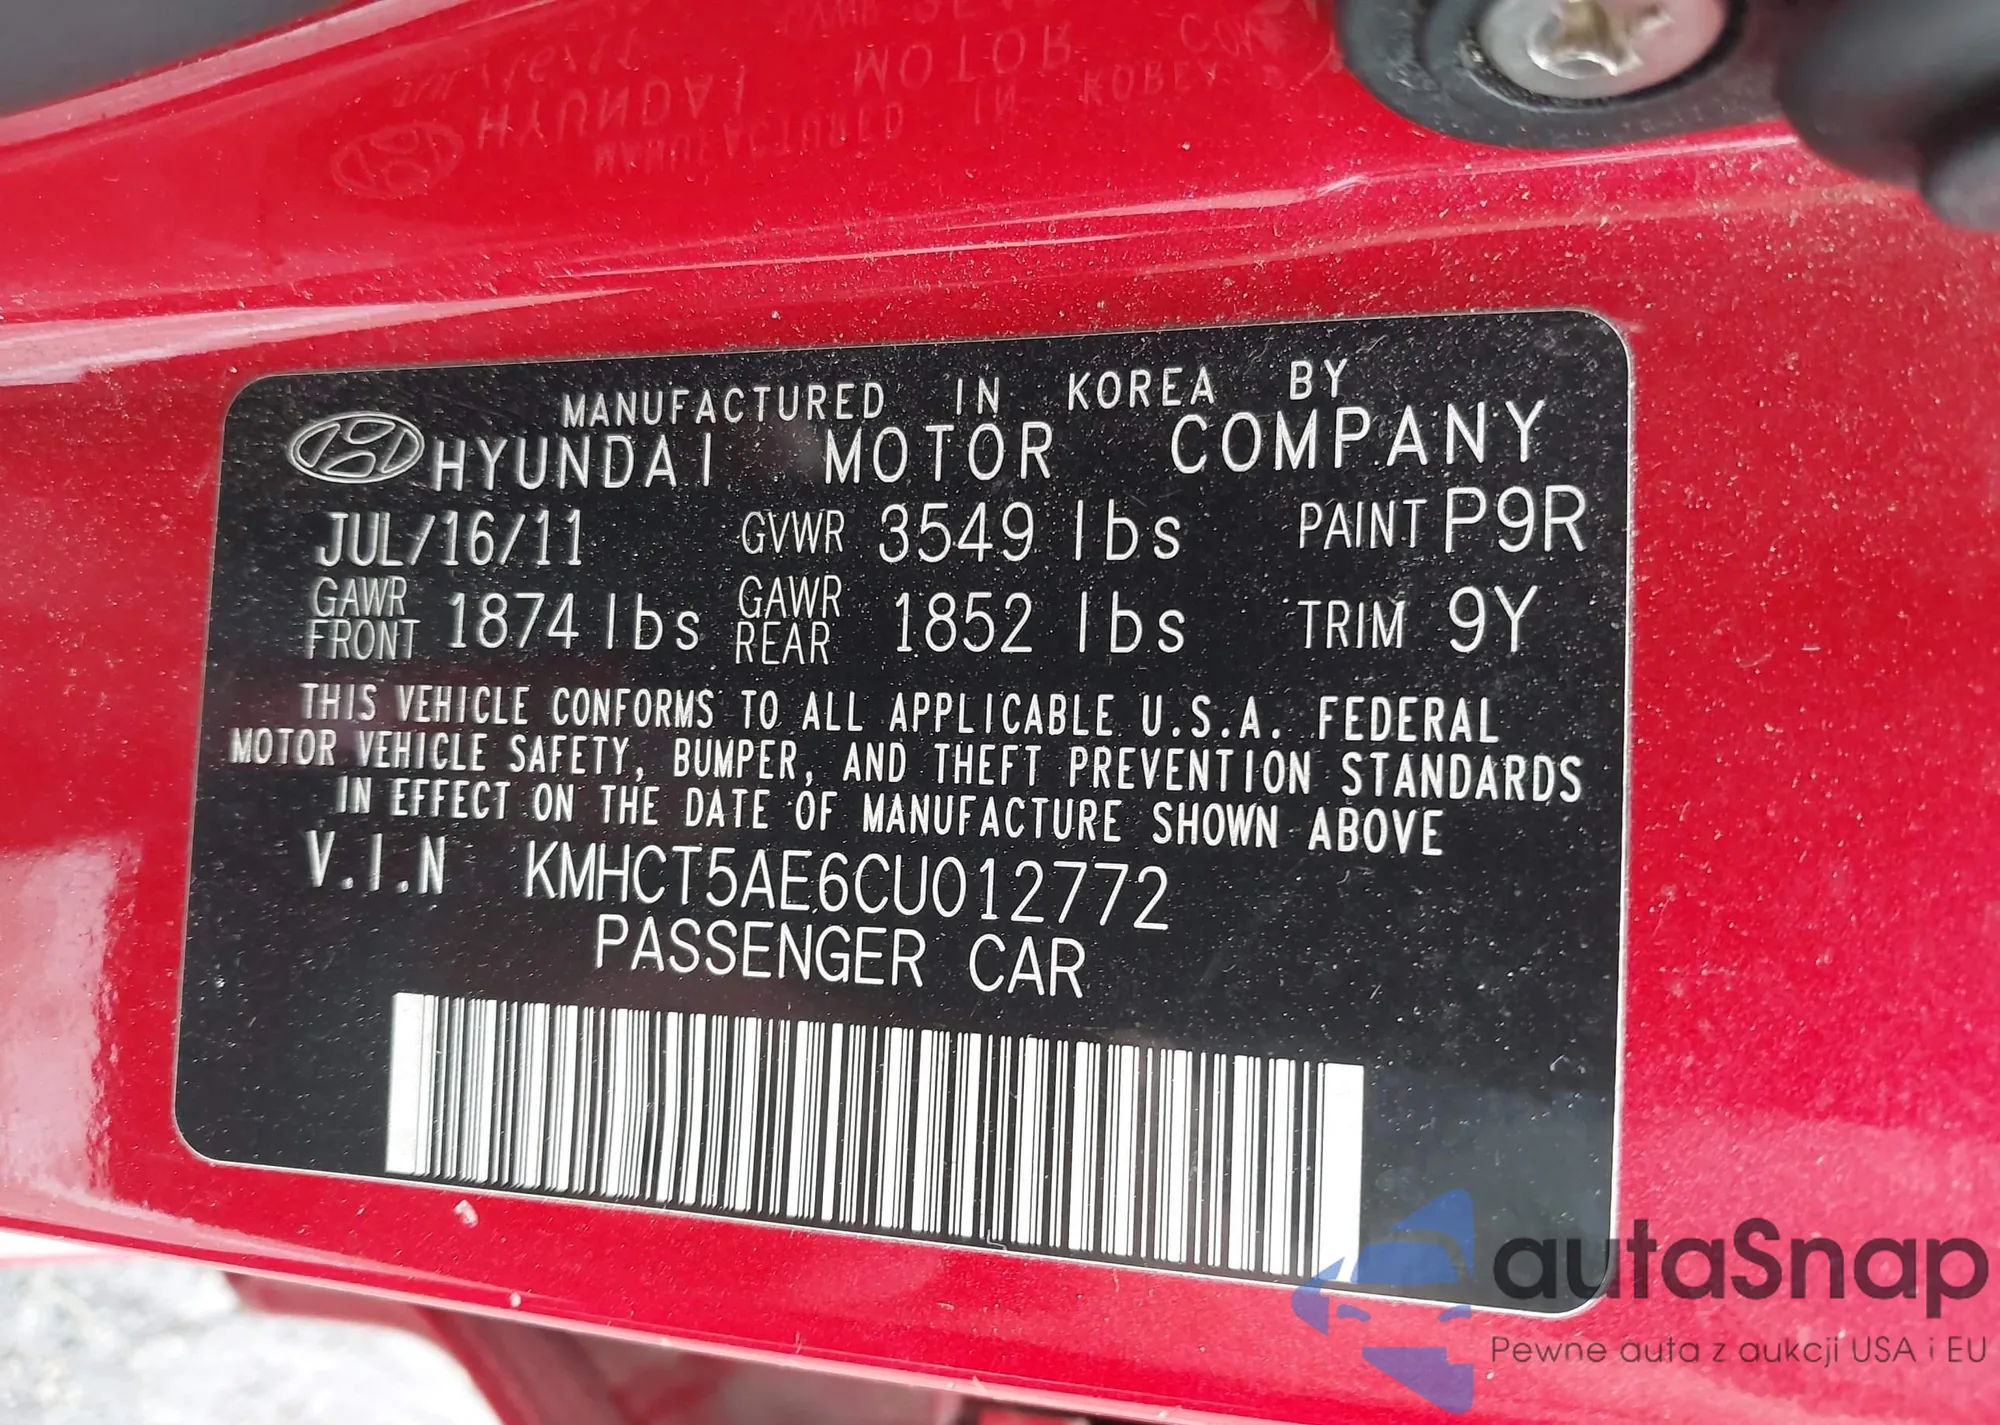 MANUFACTURED IN KOREA BY
HYUNDAI MOTOR COMPANY
JUL/16/11 GVWR 3549 lbs PAINT P9R
GAWR FRONT 1874 lbs GAWR REAR 1852 lbs TRIM 9Y
THIS VEHICLE CONFORMS TO ALL APPLICABLE U.S.A. FEDERAL
MOTOR VEHICLE SAFETY, BUMPER, AND THEFT PREVENTION STANDARDS
IN EFFECT ON THE DATE OF MANUFACTURE SHOWN ABOVE
V.I.N KMHCT5AE6CU012772
PASSENGER CAR
autaSnap
Pewne auta z aukcji USA i EU